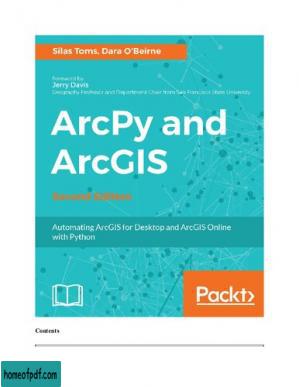 Silas Toms, Dara O'Beirne
Foreword by
Jerry Davis
Geography Professor and Department Chair from San Francisco State University
ArcPy and
ArcGIS
Second Edition
Automating ArcGIS for Desktop and ArcGIS Online
with Python
Packt>
Contents
homeofpdf.com